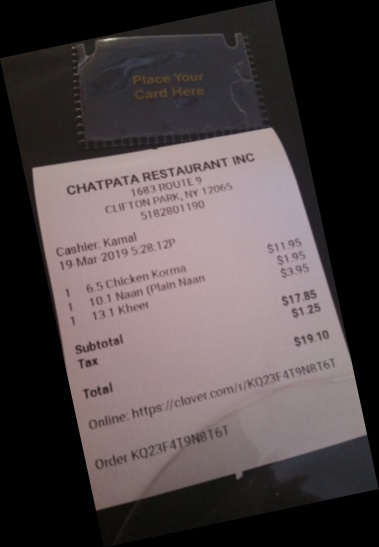 Place Your
Card Here
CHATPATA RESTAURANT INC
1683 ROUTE 9
CLIFTON PARK, NY 12065
5182801190
Cashier: Kamal
19-Mar-2019 5:28:12P
1 6.5 Chicken Korma $11.95
1 10.1 Naan (Plain Naan $1.95
1 13.1 Kheer $3.95
Subtotal $17.85
Tax $1.25
Total $19.10
Online: https://clover.com/r/KQ23F4T9N8T6T
Order KQ23F4T9N8T6T